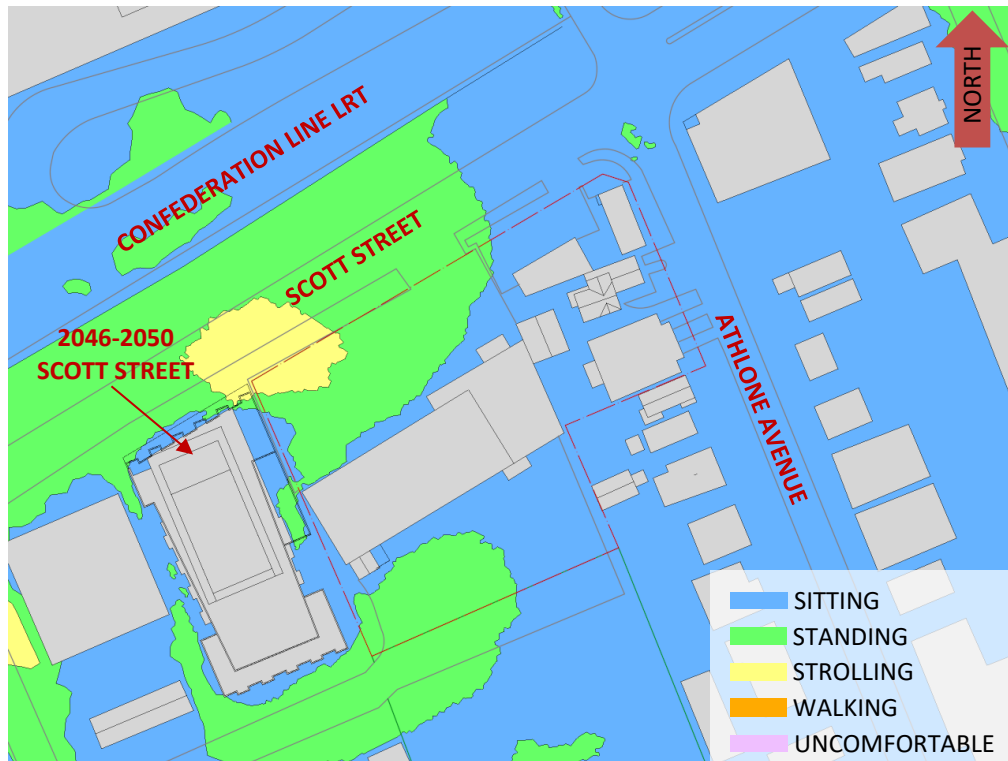 NORTH
CONFEDERATION LINE LRT
SCOTT STREET
2046-2050
SCOTT STREET
ATHLONE AVENUE
SITTING
STANDING
STROLLING
WALKING
UNCOMFORTABLE